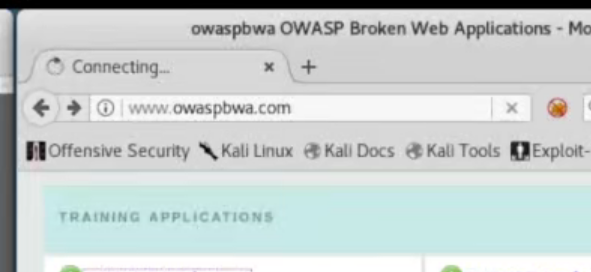 owaspbwa OWASP Broken Web Applications - Mo
Connecting...
www.owaspbwa.com
Offensive Security Kali Linux Kali Docs Kali Tools Exploit-
TRAINING APPLICATIONS